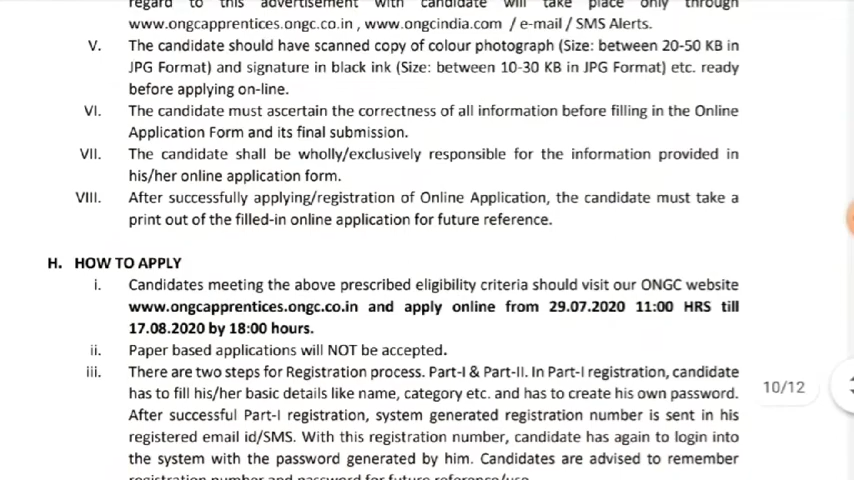 regard to this advertisement with candidate will take place only through
www.ongcapprentices.ongc.co.in , www.ongcindia.com / e-mail / SMS Alerts.
V. The candidate should have scanned copy of colour photograph (Size: between 20-50 KB in
JPG Format) and signature in black ink (Size: between 10-30 KB in JPG Format) etc. ready
before applying on-line.
VI. The candidate must ascertain the correctness of all information before filling in the Online
Application Form and its final submission.
VII. The candidate shall be wholly/exclusively responsible for the information provided in
his/her online application form.
VIII. After successfully applying/registration of Online Application, the candidate must take a
print out of the filled-in online application for future reference.
H. HOW TO APPLY
i. Candidates meeting the above prescribed eligibility criteria should visit our ONGC website
www.ongcapprentices.ongc.co.in and apply online from 29.07.2020 11:00 HRS till
17.08.2020 by 18:00 hours.
ii. Paper based applications will NOT be accepted.
iii. There are two steps for Registration process. Part-I & Part-II. In Part-I registration, candidate
has to fill his/her basic details like name, category etc. and has to create his own password.
10/12
After successful Part-I registration, system generated registration number is sent in his
registered email id/SMS. With this registration number, candidate has again to login into
the system with the password generated by him. Candidates are advised to remember
registration number and password for future reference/use.